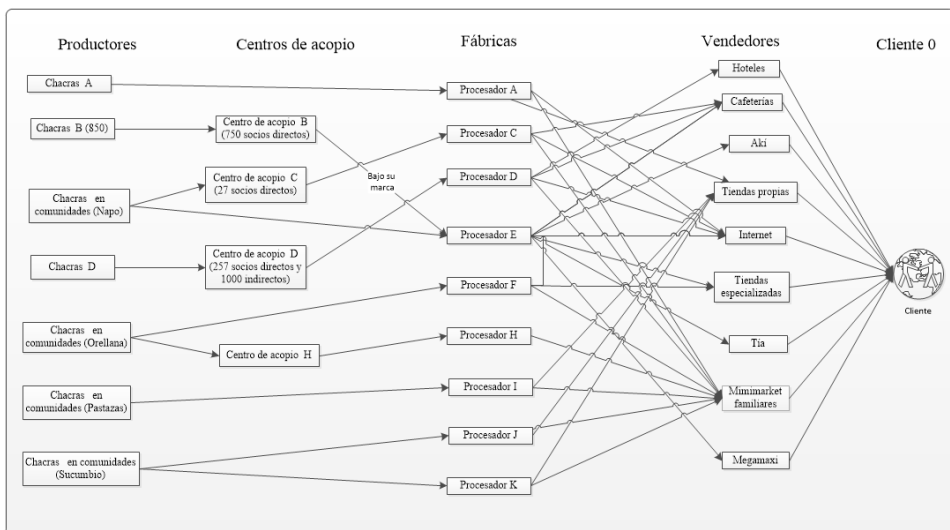 Productores
Centros de acopio
Fábricas
Vendedores
Cliente 0
Chacras A
Chacras B (850)
Chacras en
comunidades (Napo)
Chacras D
Chacras en
comunidades (Orellana)
Chacras en
comunidades (Pastazas)
Chacras en comunidades
(Sucumbio)
Centro de acopio B
(750 socios directos)
Centro de acopio C
(27 socios directos)
Centro de acopio D
(257 socios directos y
1000 indirectos)
Centro de acopio H
Bajo su
marca
Procesador A
Procesador C
Procesador D
Procesador E
Procesador F
Procesador H
Procesador I
Procesador J
Procesador K
Hoteles
Cafeterías
Akí
Tiendas propias
Internet
Tiendas
especializadas
Tía
Mimimarket
familiares
Megamaxi
Cliente